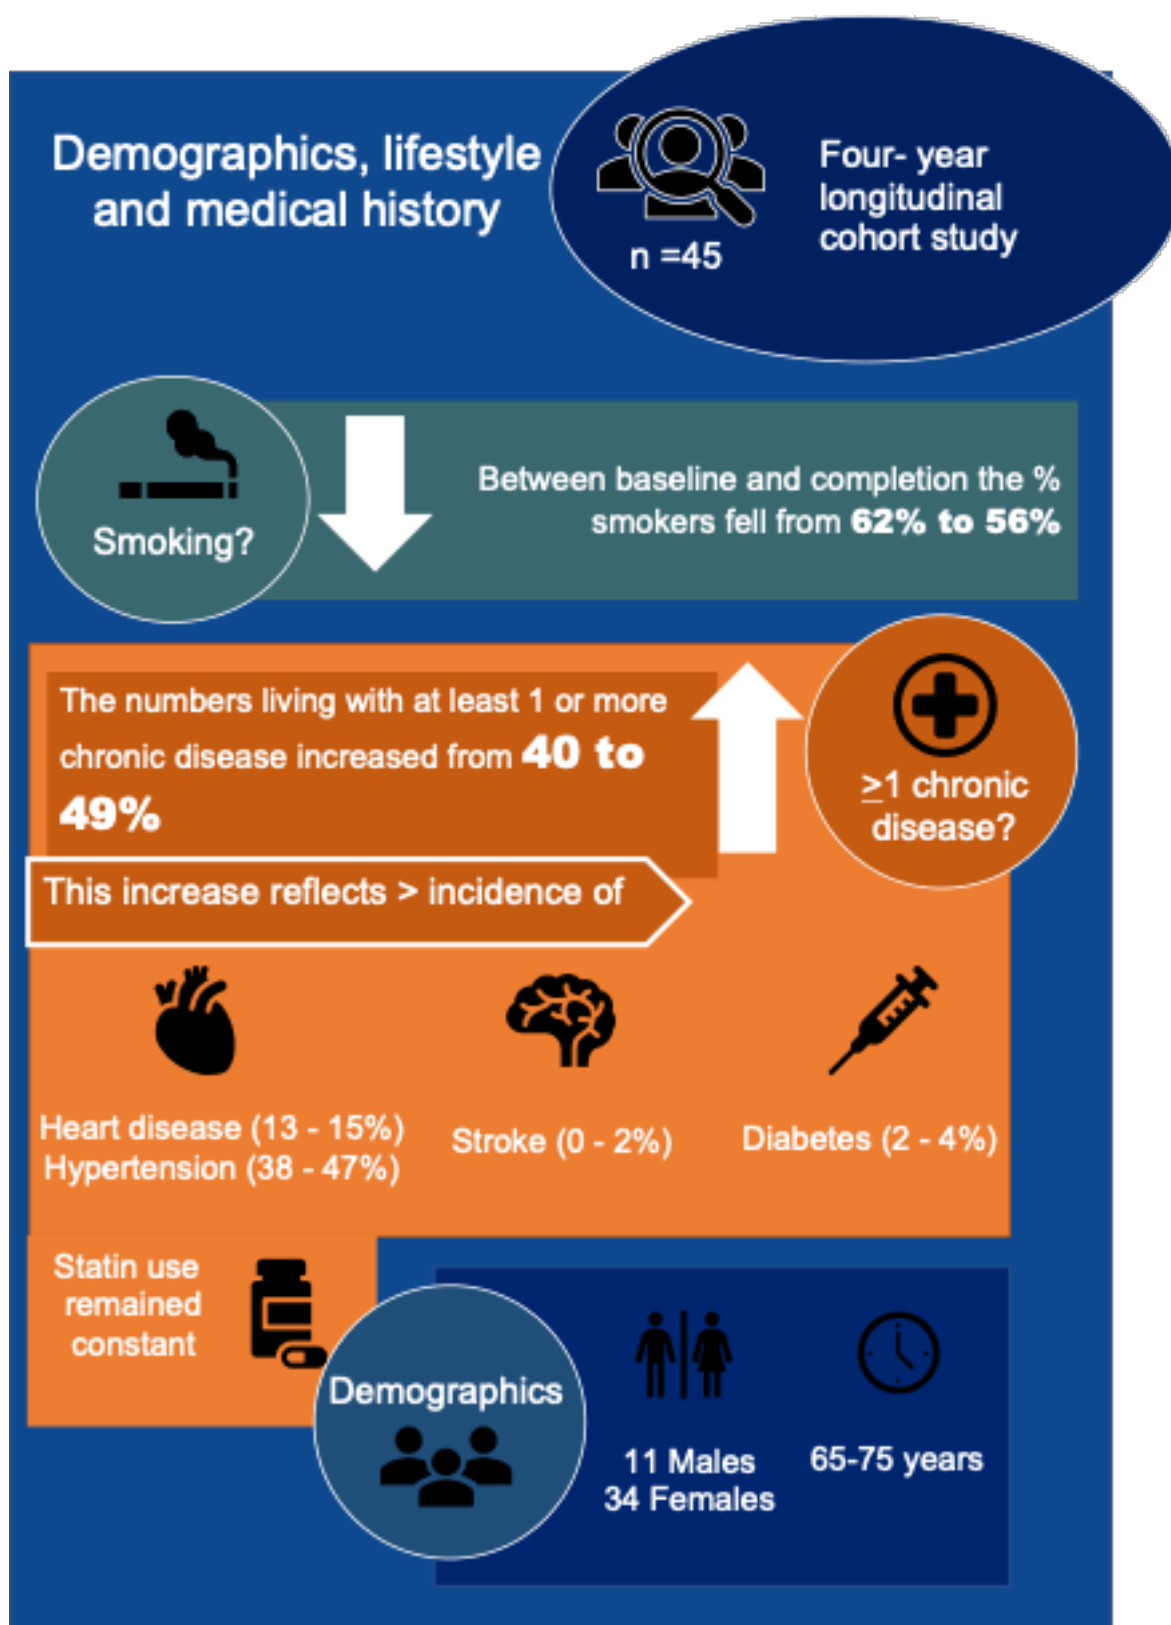 Demographics, lifestyle
and medical history
n =45
Four- year
longitudinal
cohort study
Smoking?
Between baseline and completion the %
smokers fell from 62% to 56%
The numbers living with at least 1 or more
chronic disease increased from 40 to
49%
≥1 chronic
disease?
This increase reflects > incidence of
Heart disease (13 - 15%)
Hypertension (38 - 47%)
Stroke (0 - 2%)
Diabetes (2 - 4%)
Statin use
remained
constant
Demographics
11 Males
34 Females
65-75 years